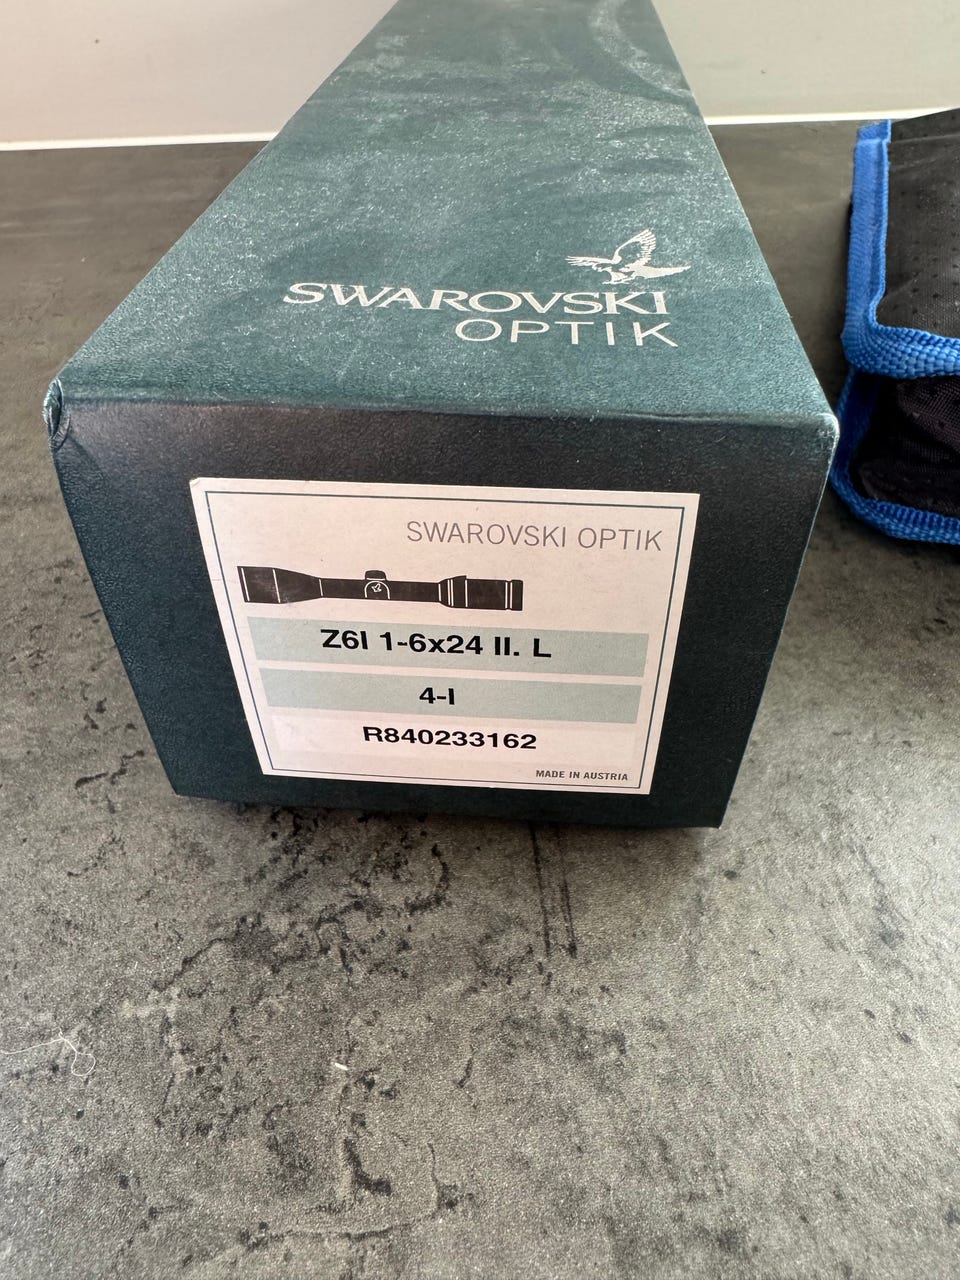 SWAROVSKI
OPTIK
SWAROVSKI OPTIK
Z6I 1-6x24 II. L
4-I
R840233162
MADE IN AUSTRIA